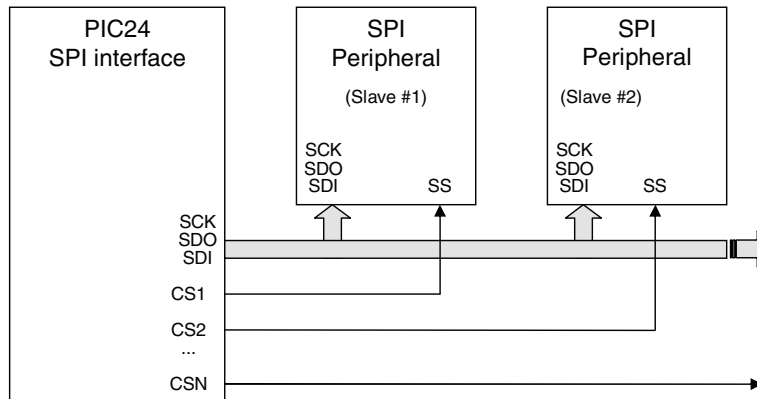 PIC24
SPI interface
SCK
SDO
SDI
CS1
CS2
...
CSN
SPI
Peripheral
(Slave #1)
SCK
SDO
SDI
SS
SPI
Peripheral
(Slave #2)
SCK
SDO
SDI
SS